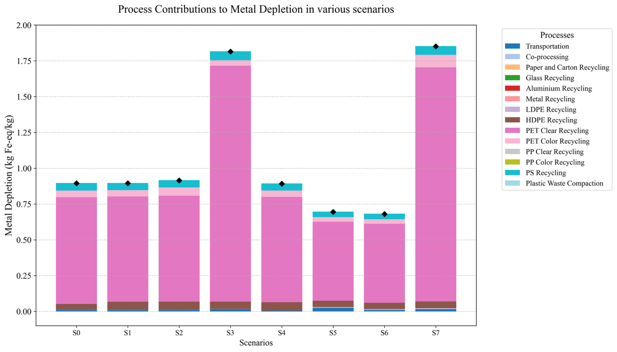 Process Contributions to Metal Depletion in various scenarios
Metal Depletion (kg Fe-eq/kg)
2.00
1.75
1.50
1.25
1.00
0.75
0.50
0.25
0.00
S0
S1
S2
S3
S4
S5
S6
S7
Scenarios
Processes
Transportation
Co-processing
Paper and Carton Recycling
Glass Recycling
Aluminium Recycling
Metal Recycling
LDPE Recycling
HDPE Recycling
PET Clear Recycling
PET Color Recycling
PP Clear Recycling
PP Color Recycling
PS Recycling
Plastic Waste Compaction